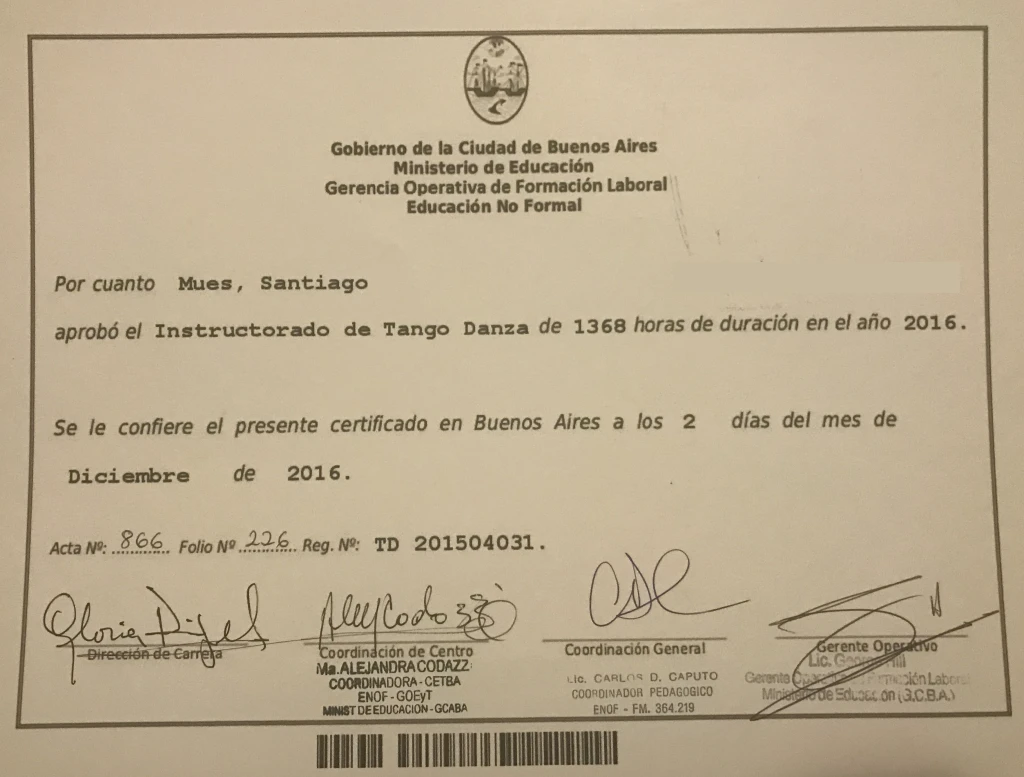 Gobierno de la Ciudad de Buenos Aires
Ministerio de Educación
Gerencia Operativa de Formación Laboral
Educación No Formal
Por cuanto Mues, Santiago
aprobó el Instructorado de Tango Danza de 1368 horas de duración en el año 2016.
Se le confiere el presente certificado en Buenos Aires a los 2 días del mes de
Diciembre de 2016.
Acta Nº: 866 Folio Nº 226 Reg. Nº: TD 201504031.
Dirección de Carrera
Coordinación de Centro
Ma. ALEJANDRA CODAZZ
COORDINADORA - CETBA
ENOF - GOEyT
MINIST DE EDUCACION - GCABA
Coordinación General
Lic. CARLOS D. CAPUTO
COORDINADOR PEDAGOGICO
ENOF - FM. 364.219
Gerente Operativo
Lic.
Gerente Formación Laboral
Ministerio de Educación (G.C.B.A.)